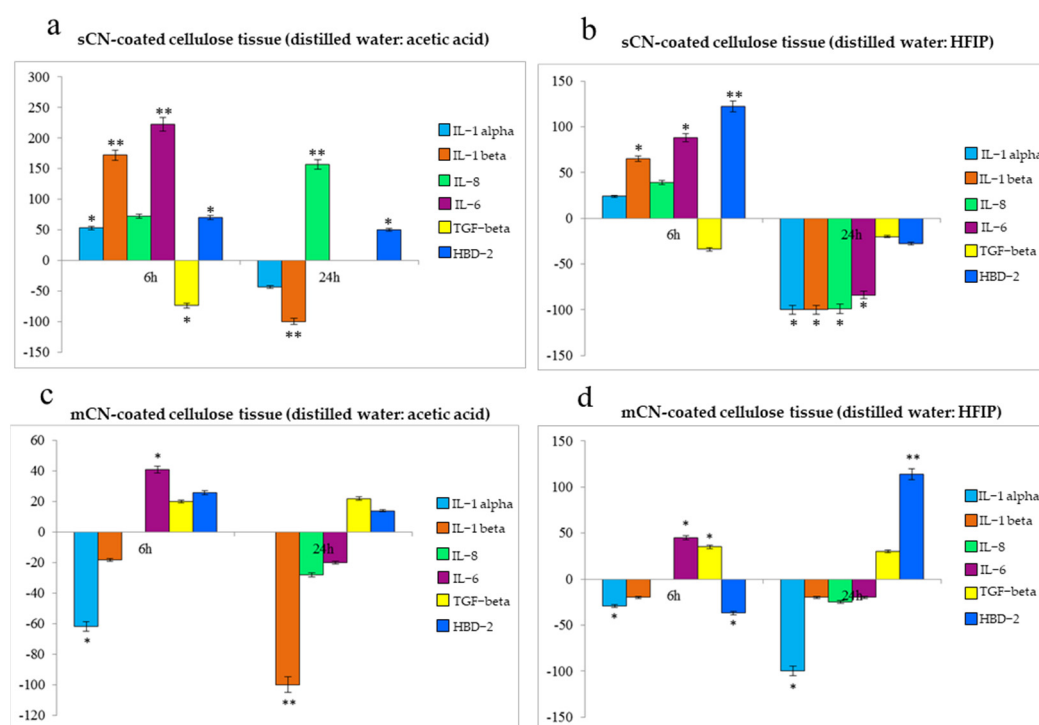 a
sCN-coated cellulose tissue (distilled water: acetic acid)
300
250
200
150
100
50
0
-50
-100
-150
*
**
**
*
*
**
**
*
6h
24h
IL-1 alpha
IL-1 beta
IL-8
IL-6
TGF-beta
HBD-2
b
sCN-coated cellulose tissue (distilled water: HFIP)
150
100
50
0
-50
-100
-150
*
*
**
*
*
*
*
6h
24h
IL-1 alpha
IL-1 beta
IL-8
IL-6
TGF-beta
HBD-2
c
mCN-coated cellulose tissue (distilled water: acetic acid)
60
40
20
0
-20
-40
-60
-80
-100
-120
*
*
**
6h
24h
IL-1 alpha
IL-1 beta
IL-8
IL-6
TGF-beta
HBD-2
d
mCN-coated cellulose tissue (distilled water: HFIP)
150
100
50
0
-50
-100
-150
*
*
*
*
*
**
6h
24h
IL-1 alpha
IL-1 beta
IL-8
IL-6
TGF-beta
HBD-2